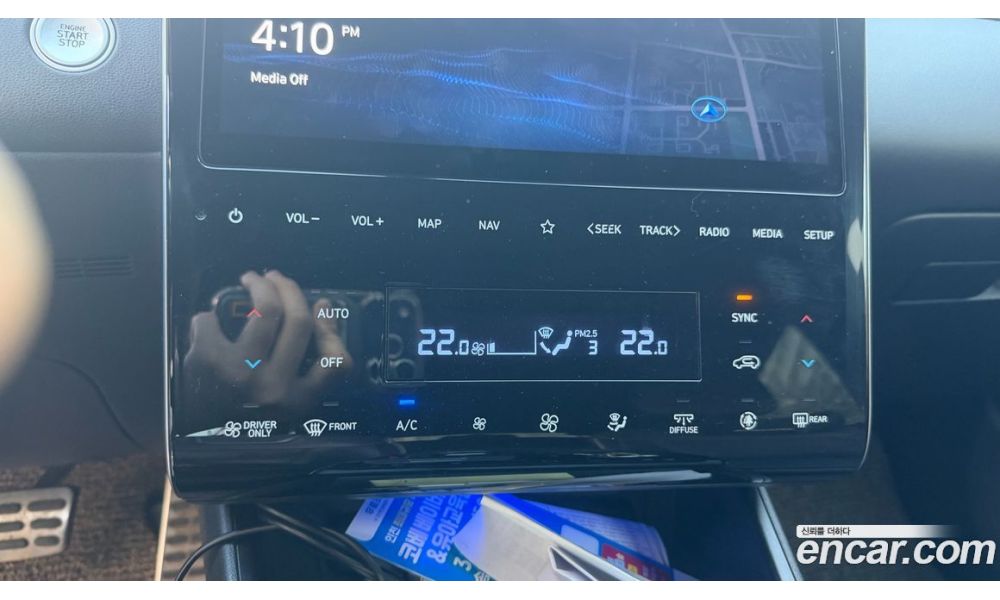 ENGINE
START
STOP
4:10 PM
Media Off
VOL− VOL+ MAP NAV <SEEK TRACK> RADIO MEDIA SETUP
AUTO
SYNC
22.0 PM2.5 3 22.0
OFF
DRIVER ONLY FRONT A/C DIFFUSE REAR
신뢰를 더하다
encar.com